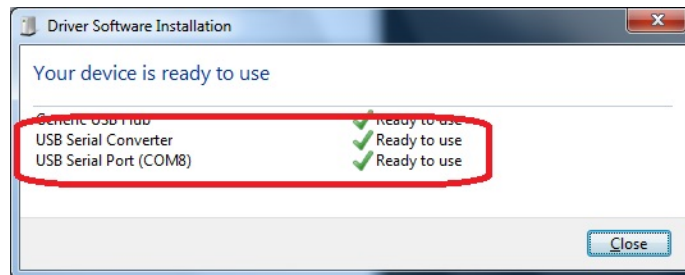 Driver Software Installation
Your device is ready to use
Generic USB Hub Ready to use
USB Serial Converter Ready to use
USB Serial Port (COM8) Ready to use
Close